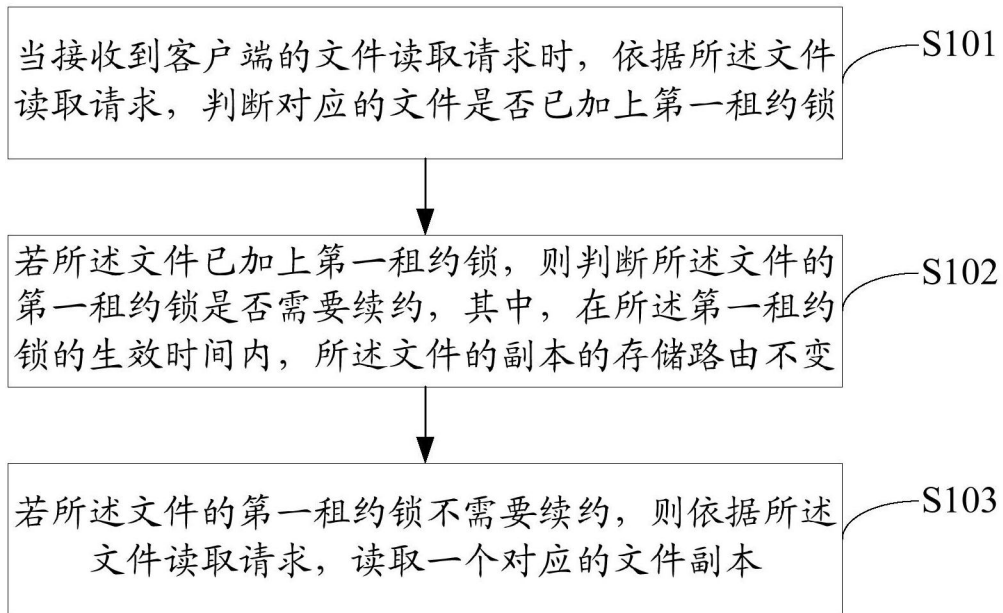 当接收到客户端的文件读取请求时，依据所述文件
读取请求，判断对应的文件是否已加上第一租约锁
S101
若所述文件已加上第一租约锁，则判断所述文件的
第一租约锁是否需要续约，其中，在所述第一租约
锁的生效时间内，所述文件的副本的存储路由不变
S102
若所述文件的第一租约锁不需要续约，则依据所述
文件读取请求，读取一个对应的文件副本
S103